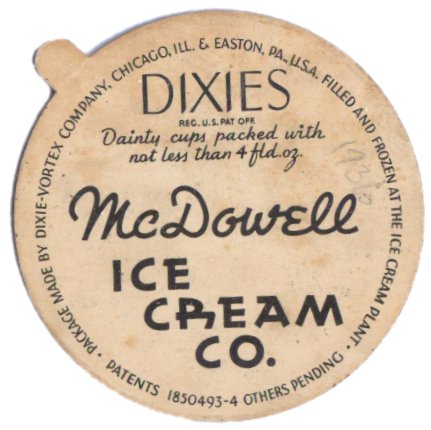 PACKAGE MADE BY DIXIE-VORTEX COMPANY, CHICAGO, ILL. & EASTON, PA., U.S.A. FILLED AND FROZEN AT THE ICE CREAM PLANT •
DIXIES
REG. U.S. PAT OFF.
Dainty cups packed with
not less than 4 fld.oz.
McDowell
ICE
CREAM
CO.
• PATENTS 1850493-4 OTHERS PENDING •